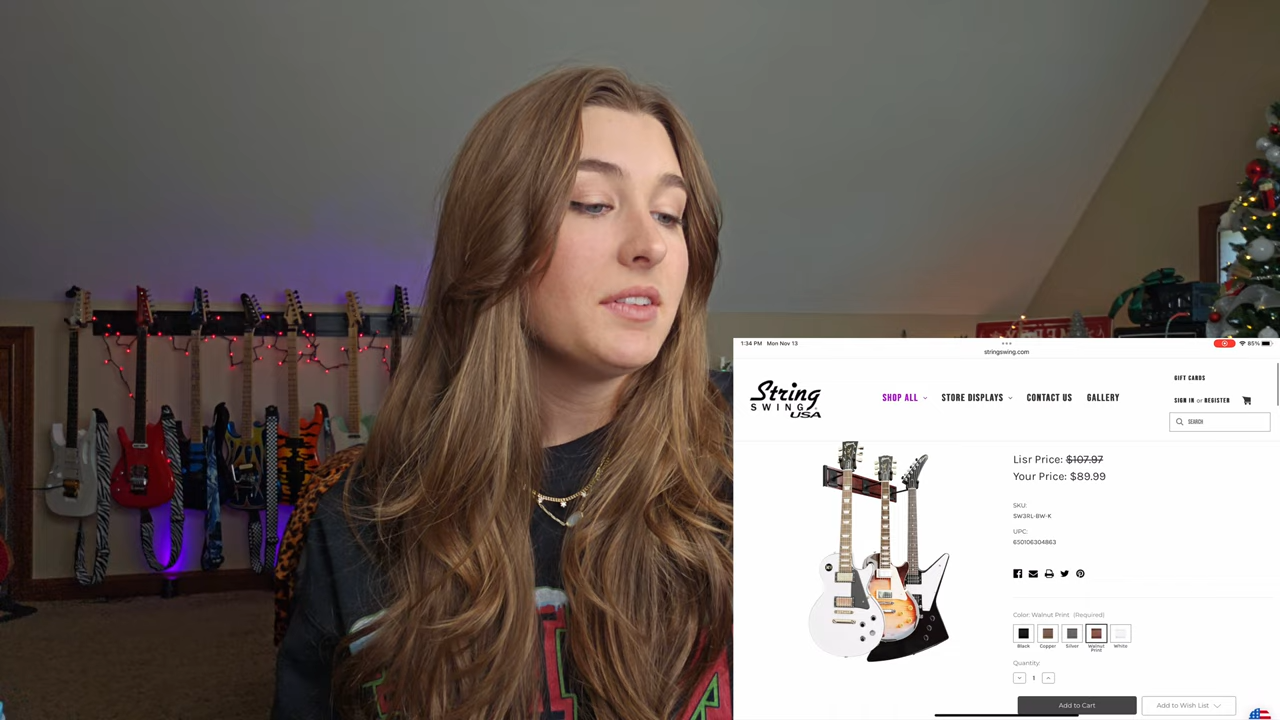 1:34 PM Mon Nov 13
stringswing.com
85%
GIFT CARDS
String
SWING
USA
SHOP ALL
STORE DISPLAYS
CONTACT US
GALLERY
SIGN IN or REGISTER
SEARCH
Lisr Price: $107.97
Your Price: $89.99
SKU:
SW3RL-BW-K
UPC:
650106304863
Color: Walnut Print (Required)
Black
Copper
Silver
Walnut Print
White
Quantity:
1
Add to Cart
Add to Wish List